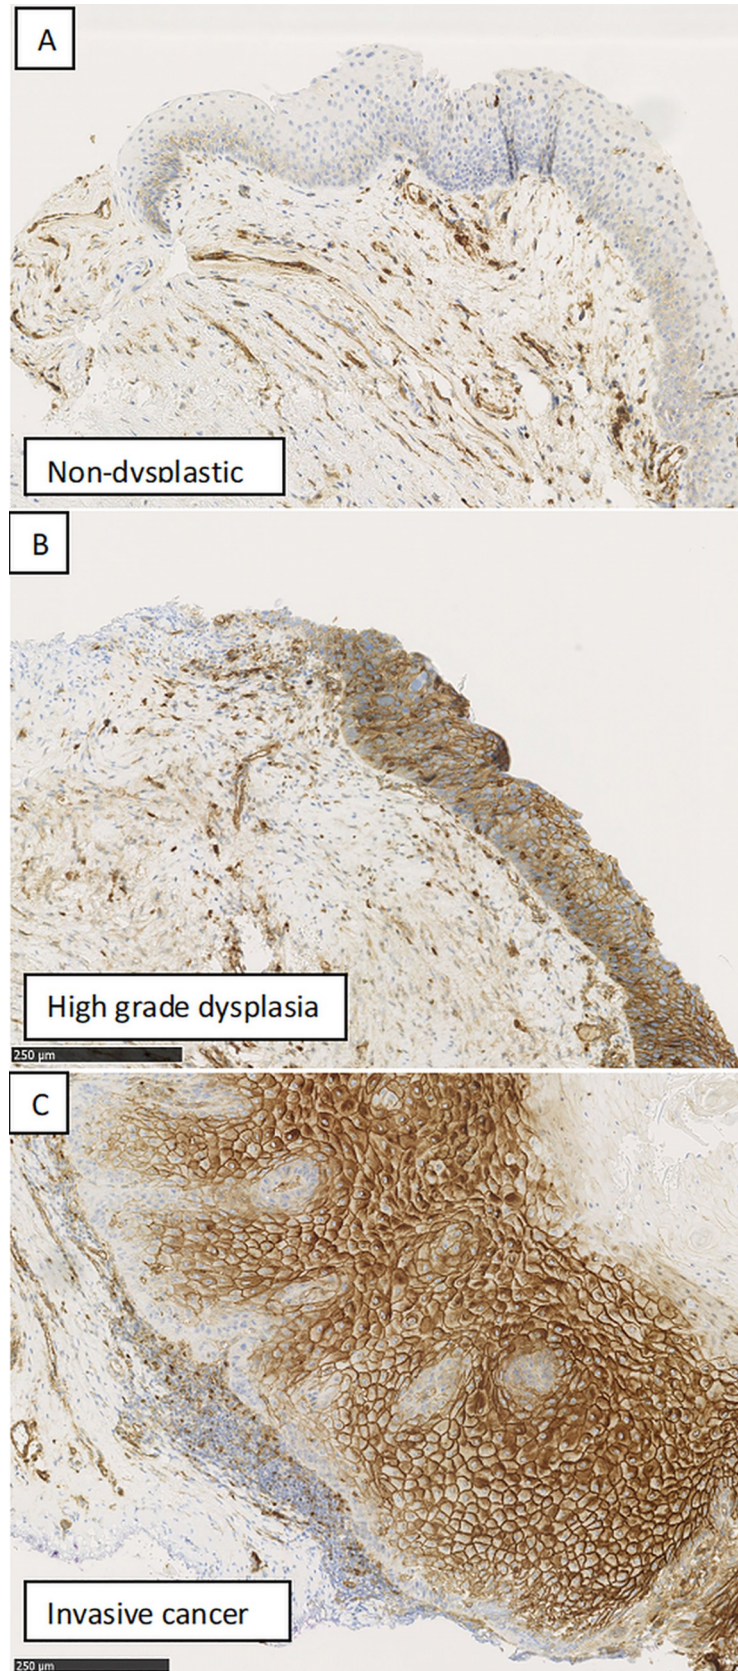 A
Non-dysplastic
B
High grade dysplasia
250 µm
C
Invasive cancer
250 µm